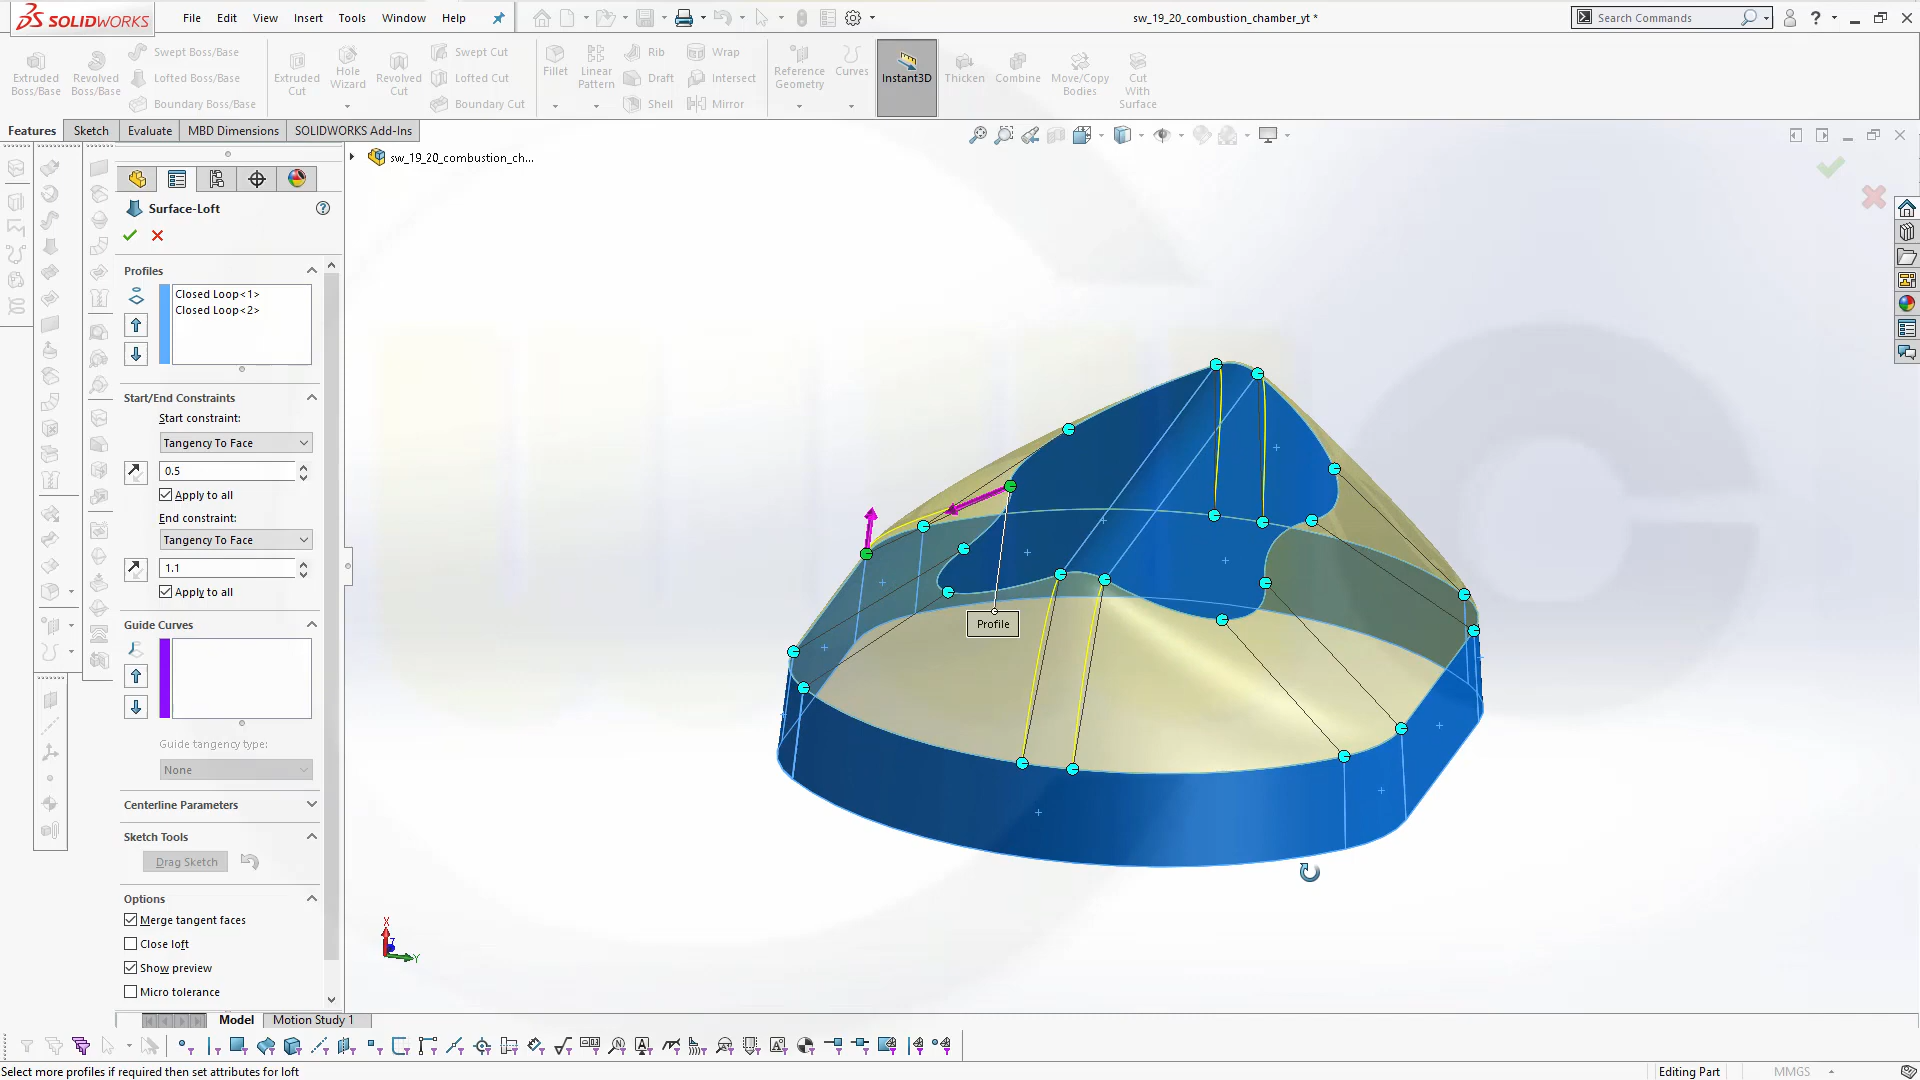 SOLIDWORKS File Edit View Insert Tools Window Help sw_19_20_combustion_chamber_yt * Search Commands
Extruded Boss/Base Revolved Boss/Base Swept Boss/Base Lofted Boss/Base Boundary Boss/Base Extruded Cut Hole Wizard Revolved Cut Swept Cut Lofted Cut Boundary Cut Fillet Linear Pattern Rib Draft Shell Wrap Intersect Mirror Reference Geometry Curves Instant3D Thicken Combine Move/Copy Bodies Cut With Surface
Features Sketch Evaluate MBD Dimensions SOLIDWORKS Add-Ins
sw_19_20_combustion_ch...
Surface-Loft
Profiles
Closed Loop<1>
Closed Loop<2>
Start/End Constraints
Start constraint:
Tangency To Face
0.5
Apply to all
End constraint:
Tangency To Face
1.1
Apply to all
Guide Curves
Profile
Guide tangency type:
None
Centerline Parameters
Sketch Tools
Drag Sketch
Options
Merge tangent faces
Close loft
Show preview
Micro tolerance
X
Z
Y
Model Motion Study 1
Select more profiles if required then set attributes for loft Editing Part MMGS